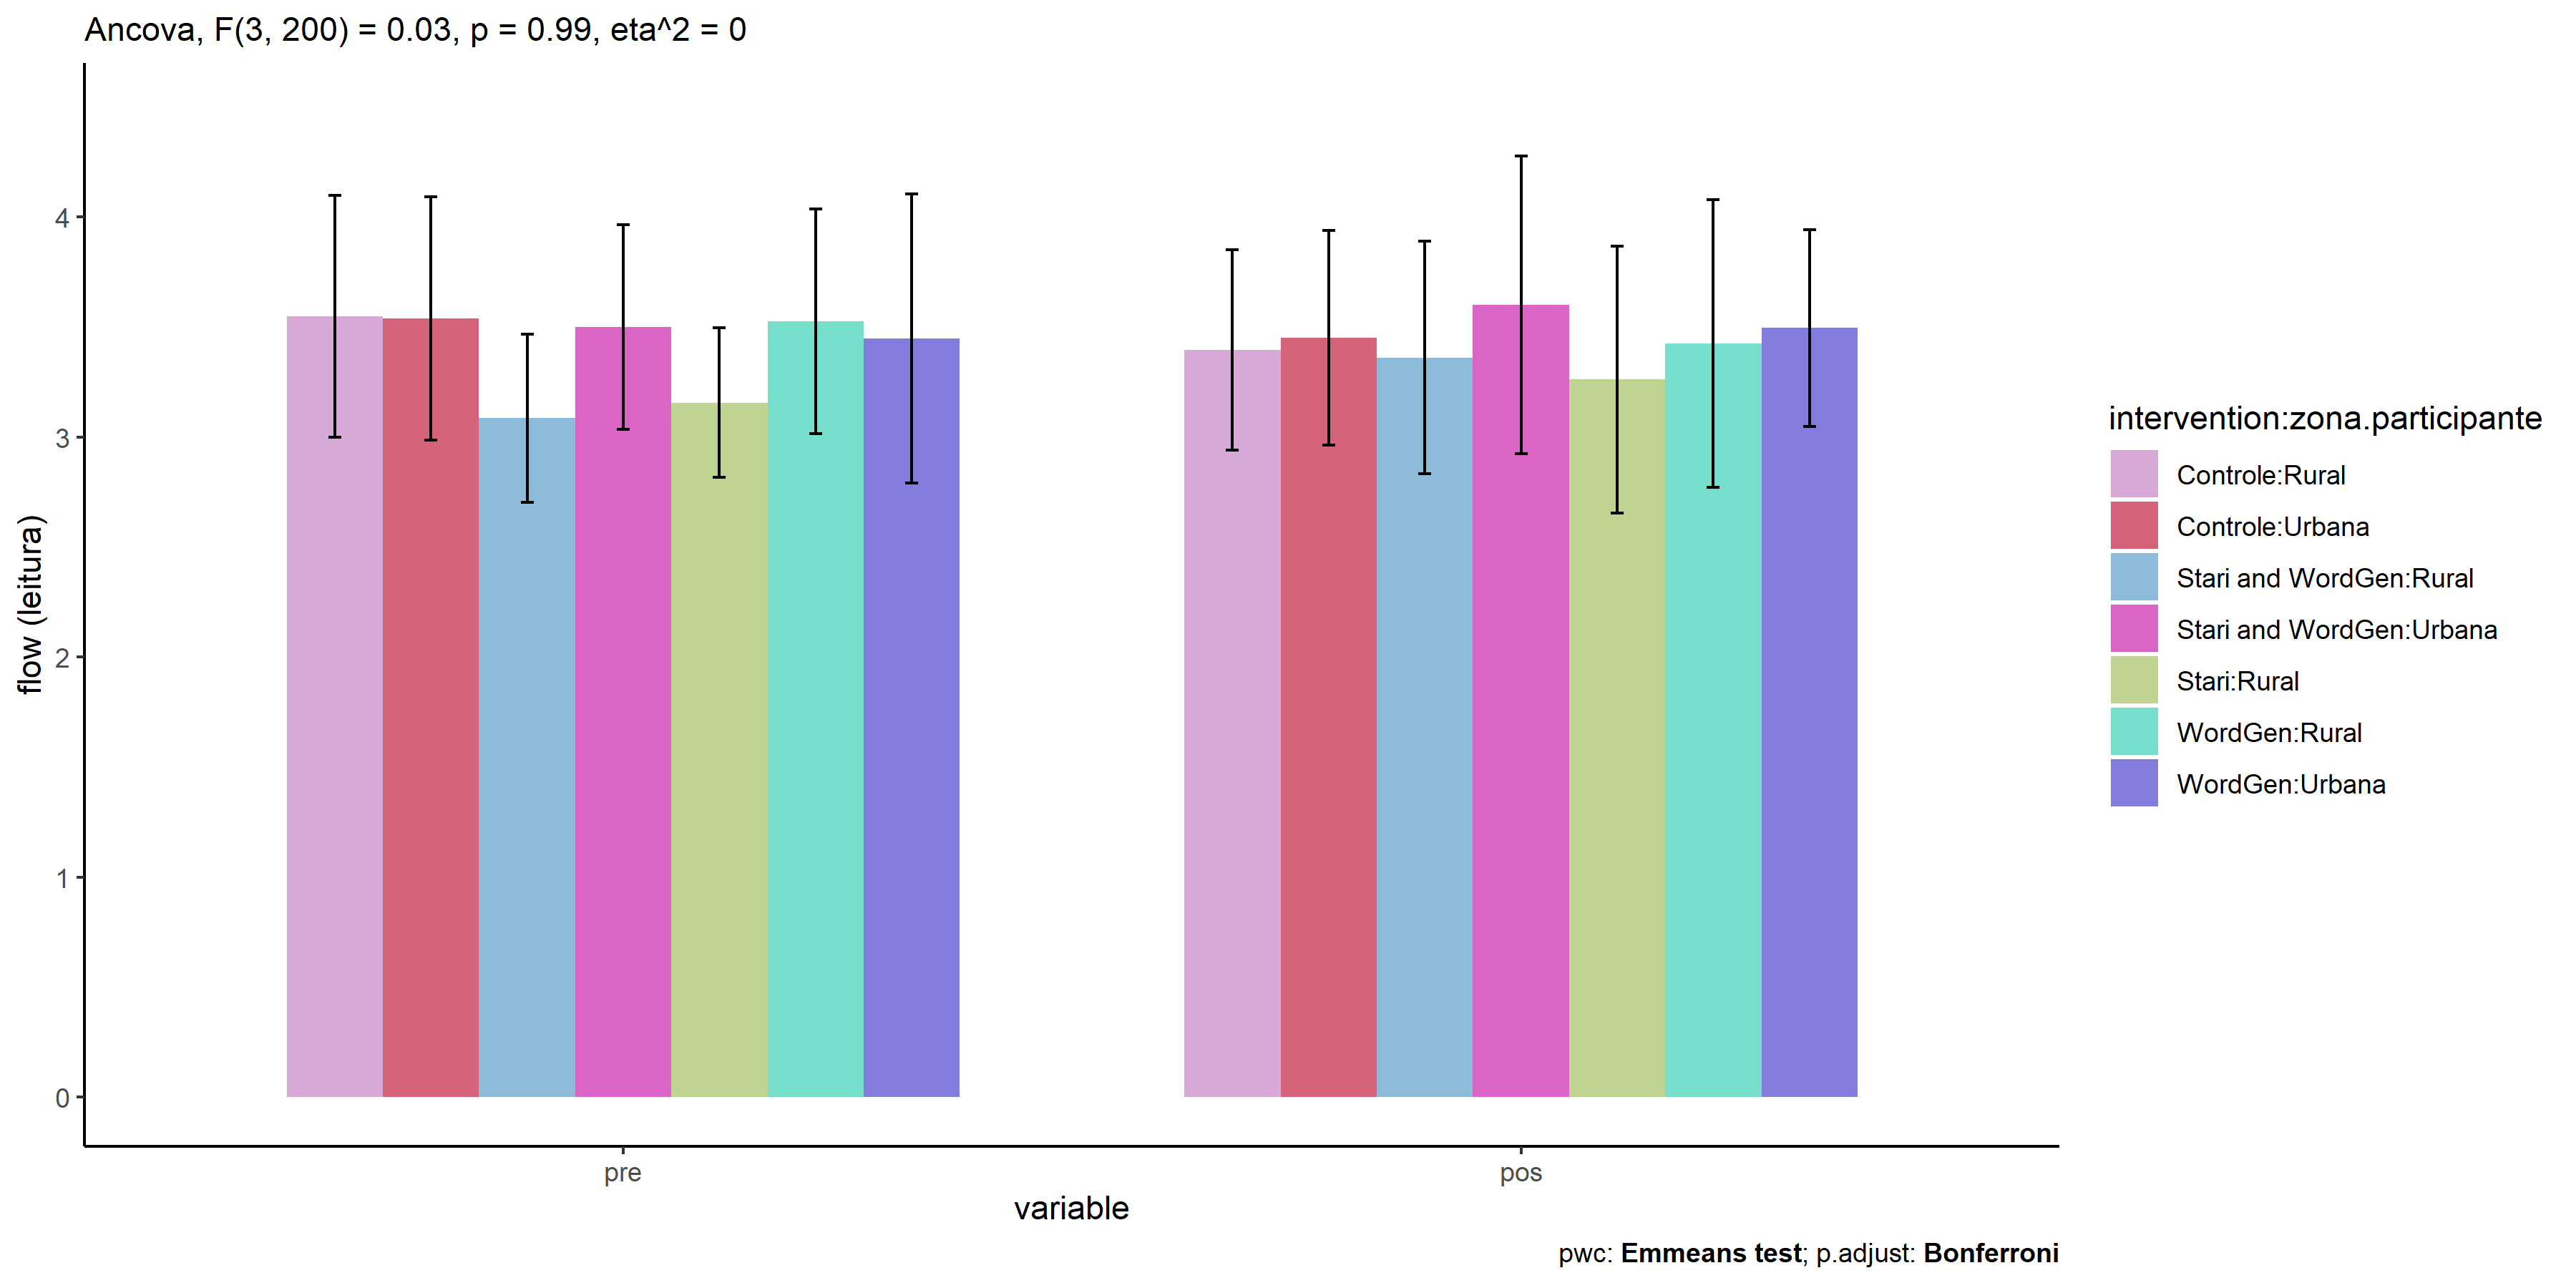 Ancova, F(3, 200) = 0.03, p = 0.99, eta^2 = 0
flow (leitura)
4
3
2
1
0
pre
pos
variable
intervention:zona.participante
Controle:Rural
Controle:Urbana
Stari and WordGen:Rural
Stari and WordGen:Urbana
Stari:Rural
WordGen:Rural
WordGen:Urbana
pwc: Emmeans test; p.adjust: Bonferroni